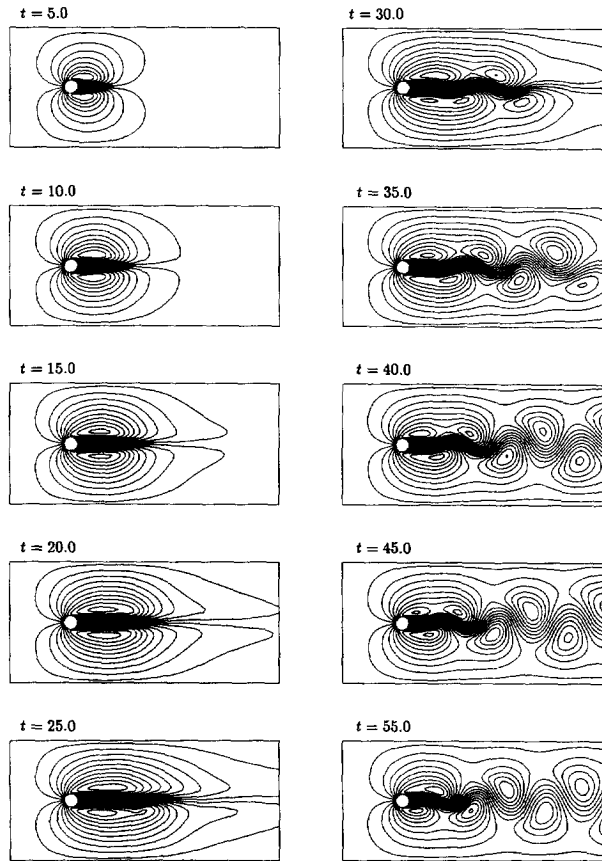 t = 5.0
t = 10.0
t = 15.0
t = 20.0
t = 25.0
t = 30.0
t = 35.0
t = 40.0
t = 45.0
t = 55.0